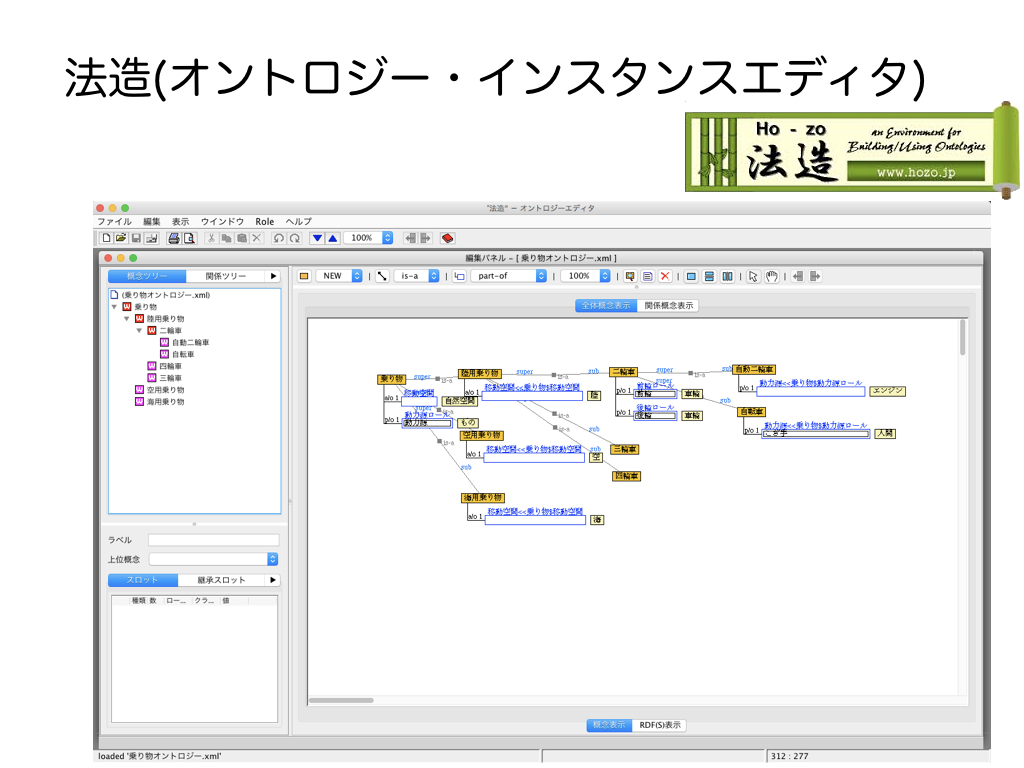 法造(オントロジー・インスタンスエディタ)
Ho - zo
法造
an Environment for
Building/Using Ontologies
www.hozo.jp
"法造" − オントロジーエディタ
ファイル 編集 表示 ウインドウ Role ヘルプ
100%
編集パネル - [ 乗り物オントロジー.xml ]
概念ツリー 関係ツリー ▶
NEW | is-a | part-of | 100%
(乗り物オントロジー.xml)
乗り物
陸用乗り物
二輪車
自動二輪車
自転車
四輪車
三輪車
空用乗り物
海用乗り物
全体概念表示 関係概念表示
乗り物 super is-a 陸用乗り物 super is-a sub 二輪車 super is-a sub 自動二輪車
a/o 1 移動空間 自然空間
p/o 1 動力源ロール 動力源 もの
a/o 1 移動空間<<乗り物$移動空間 陸
p/o 1 前輪ロール 前輪 車輪
p/o 1 後輪ロール 後輪 車輪
p/o 1 動力源<<乗り物$動力源ロール エンジン
super is-a sub 自転車
p/o 1 動力源<<乗り物$動力源ロール こぎ手 人間
空用乗り物
a/o 1 移動空間<<乗り物$移動空間 空
is-a sub 三輪車
is-a sub 四輪車
is-a sub
海用乗り物
a/o 1 移動空間<<乗り物$移動空間 海
ラベル
上位概念
スロット 継承スロット ▶
種類 数 ロー... クラ... 値
概念表示 RDF(S)表示
loaded '乗り物オントロジー.xml'
312 : 277